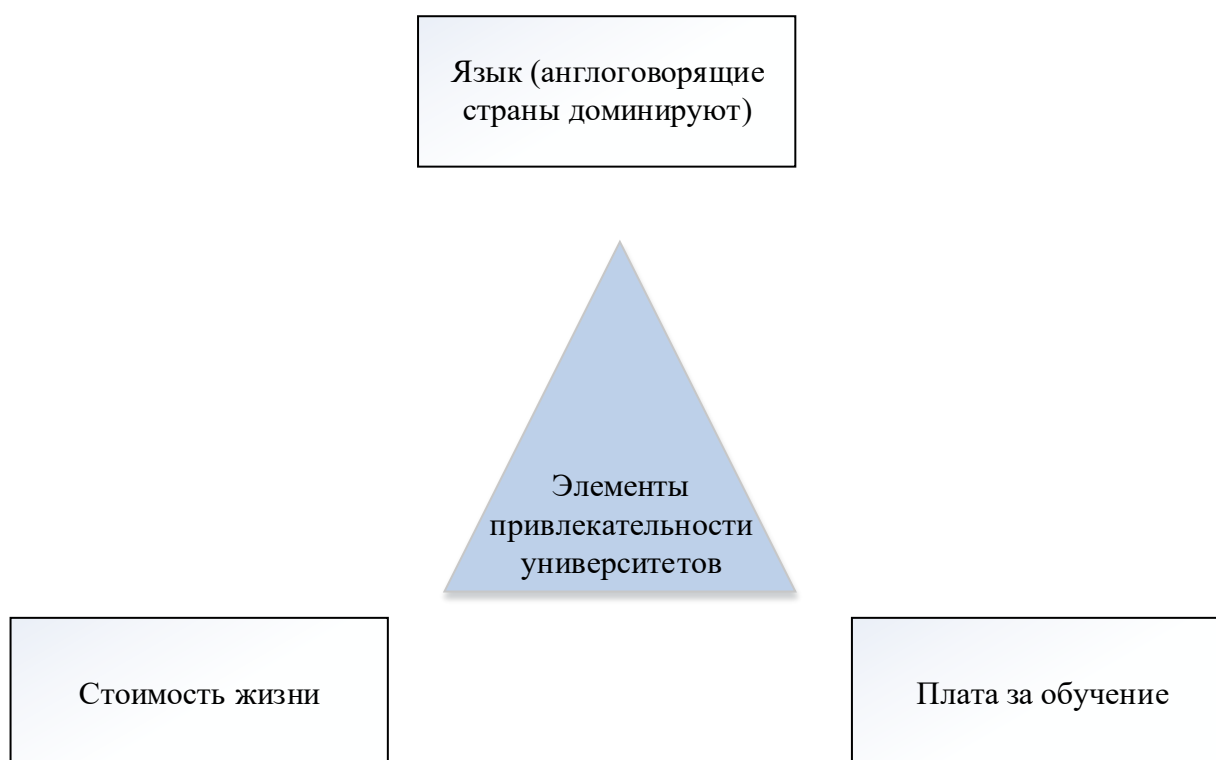 Язык (англоговорящие
страны доминируют)
Элементы
привлекательности
университетов
Стоимость жизни
Плата за обучение